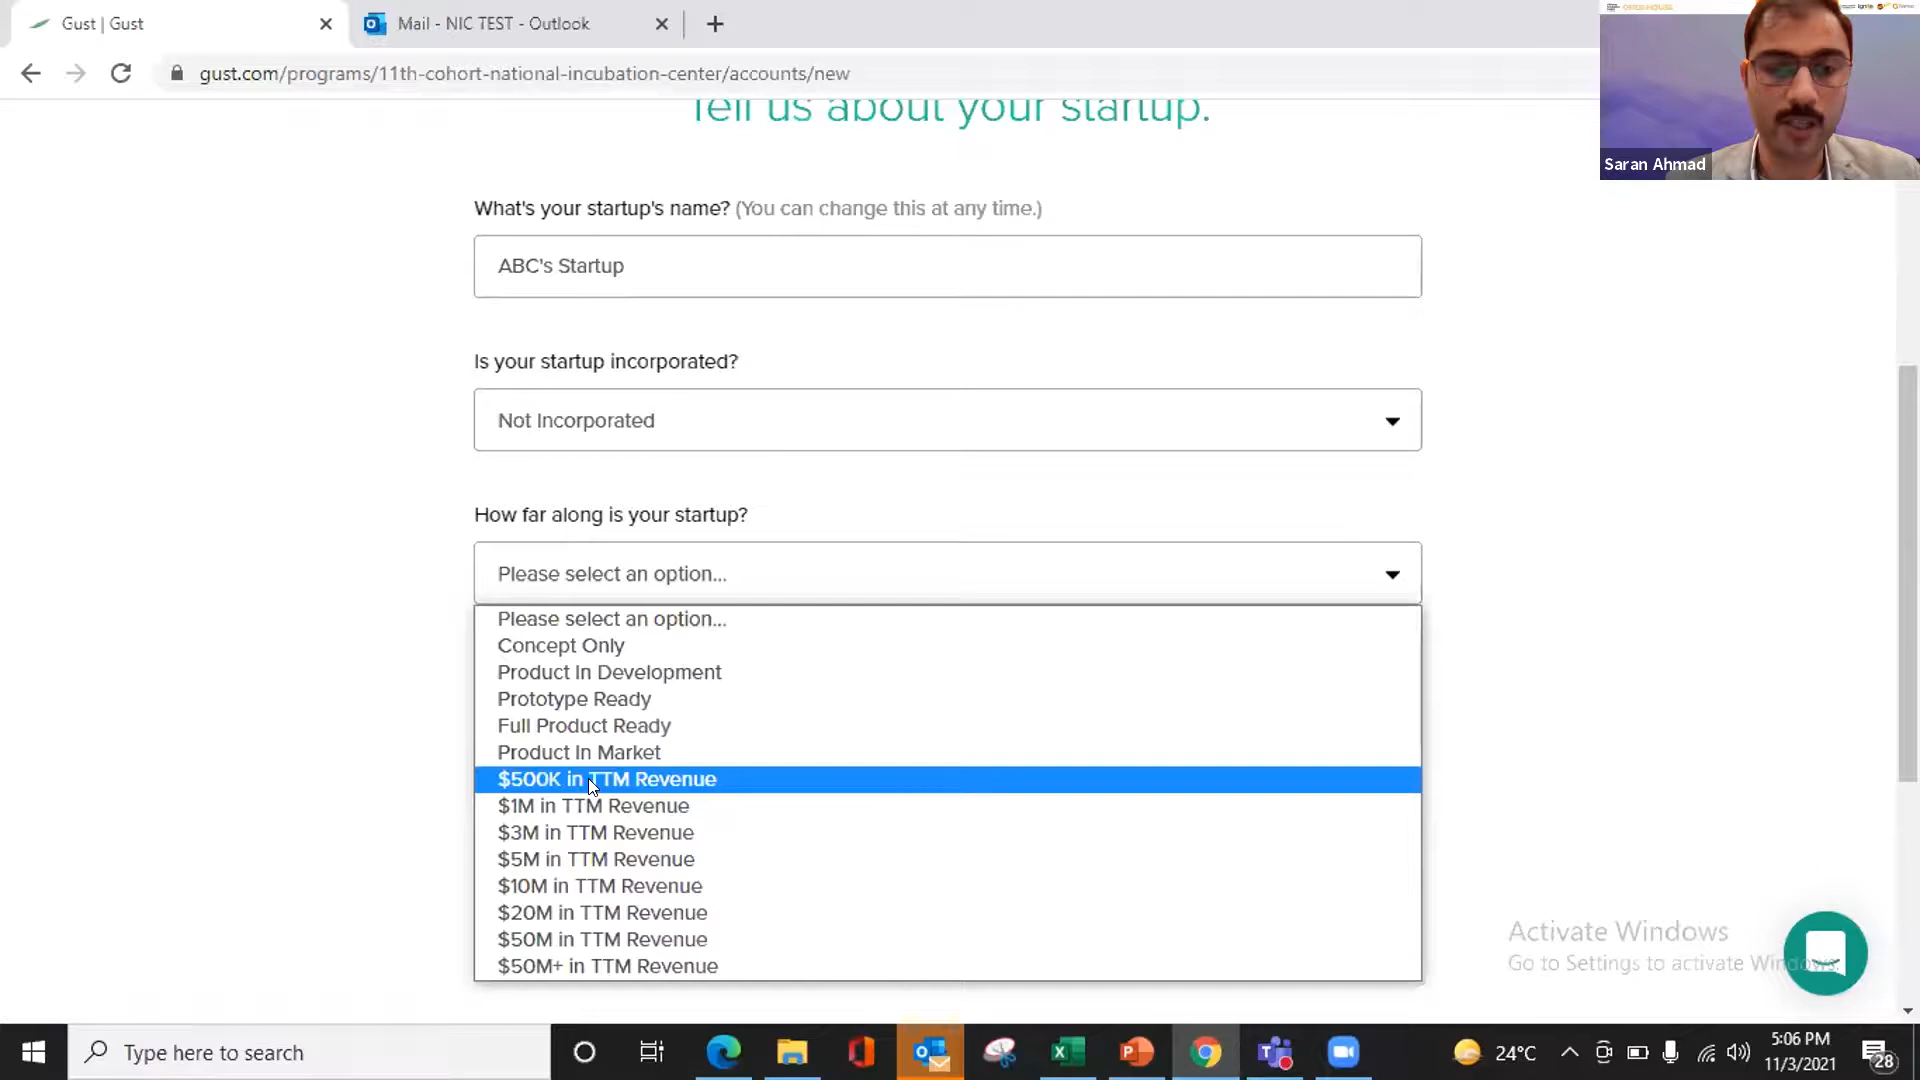 Gust | Gust
Mail - NIC TEST - Outlook
gust.com/programs/11th-cohort-national-incubation-center/accounts/new
Saran Ahmad
Tell us about your startup.
What's your startup's name? (You can change this at any time.)
ABC's Startup
Is your startup incorporated?
Not Incorporated
How far along is your startup?
Please select an option...
Please select an option...
Concept Only
Product In Development
Prototype Ready
Full Product Ready
Product In Market
$500K in TTM Revenue
$1M in TTM Revenue
$3M in TTM Revenue
$5M in TTM Revenue
$10M in TTM Revenue
$20M in TTM Revenue
$50M in TTM Revenue
$50M+ in TTM Revenue
Activate Windows
Go to Settings to activate Windows.
Type here to search
24°C
5:06 PM
11/3/2021
28